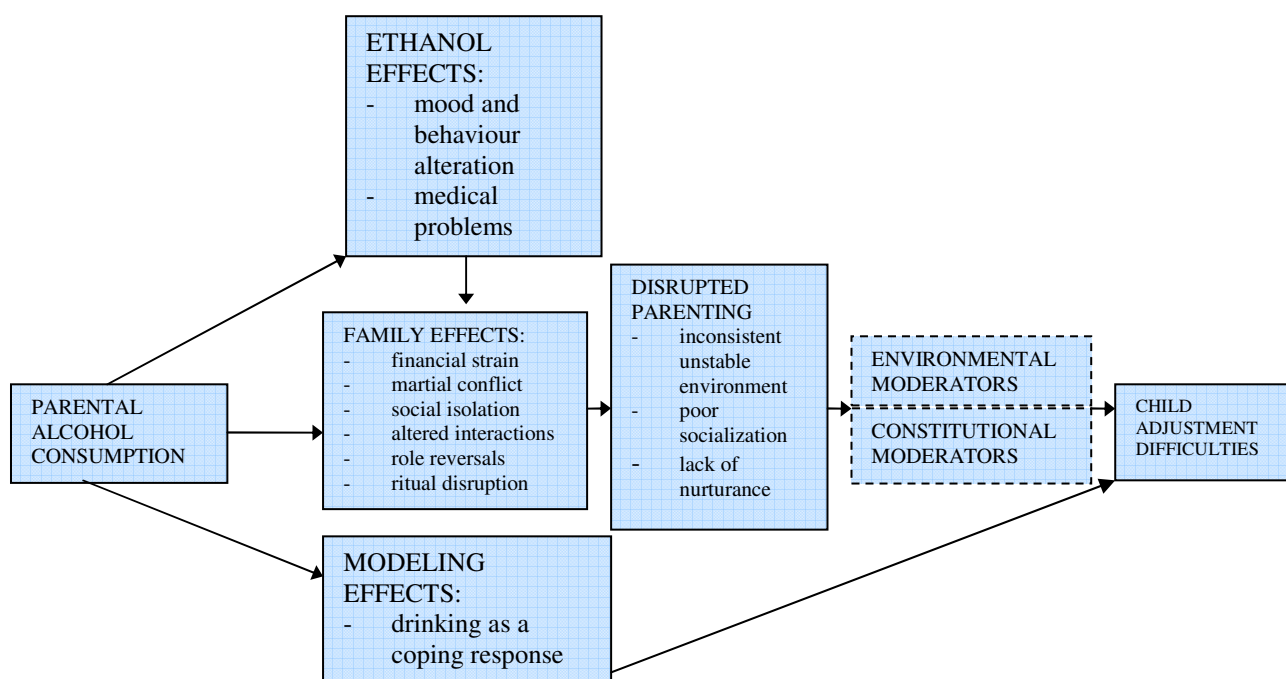 ETHANOL
EFFECTS:
- mood and
behaviour
alteration
- medical
problems
FAMILY EFFECTS:
- financial strain
- martial conflict
- social isolation
- altered interactions
- role reversals
- ritual disruption
DISRUPTED
PARENTING
- inconsistent
unstable
environment
- poor
socialization
- lack of
nurturance
ENVIRONMENTAL
MODERATORS
CONSTITUTIONAL
MODERATORS
PARENTAL
ALCOHOL
CONSUMPTION
CHILD
ADJUSTMENT
DIFFICULTIES
MODELING
EFFECTS:
- drinking as a
coping response